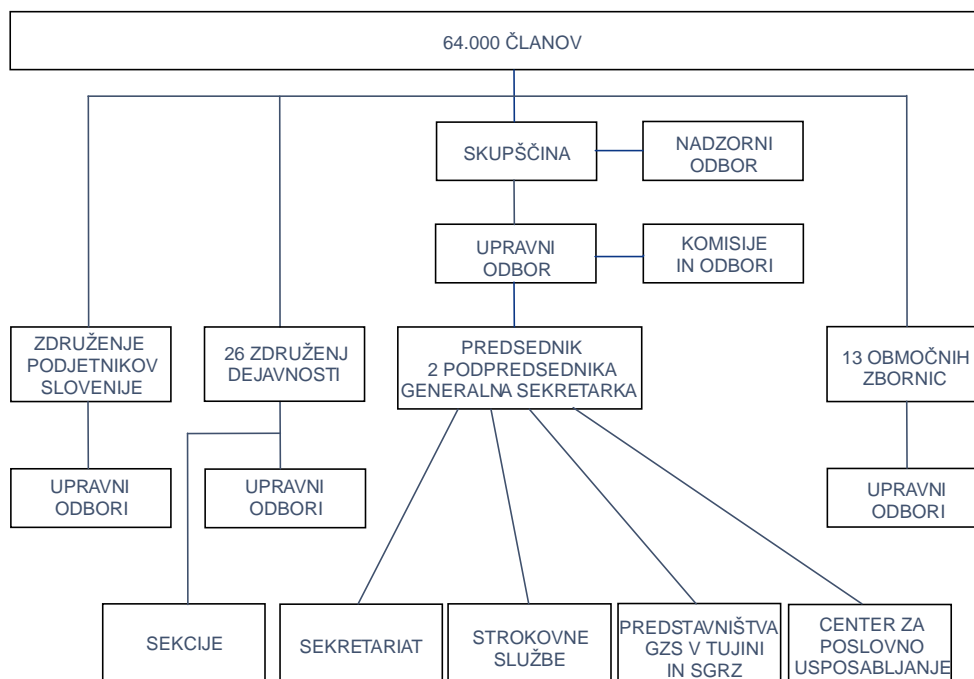 64.000 ČLANOV
SKUPŠČINA
NADZORNI
ODBOR
UPRAVNI
ODBOR
KOMISIJE
IN ODBORI
ZDRUŽENJE
PODJETNIKOV
SLOVENIJE
26 ZDRUŽENJ
DEJAVNOSTI
PREDSEDNIK
2 PODPREDSEDNIKA
GENERALNA SEKRETARKA
13 OBMOČNIH
ZBORNIC
UPRAVNI
ODBORI
UPRAVNI
ODBORI
UPRAVNI
ODBORI
SEKCIJE
SEKRETARIAT
STROKOVNE
SLUŽBE
PREDSTAVNIŠTVA
GZS V TUJINI
IN SGRZ
CENTER ZA
POSLOVNO
USPOSABLJANJE